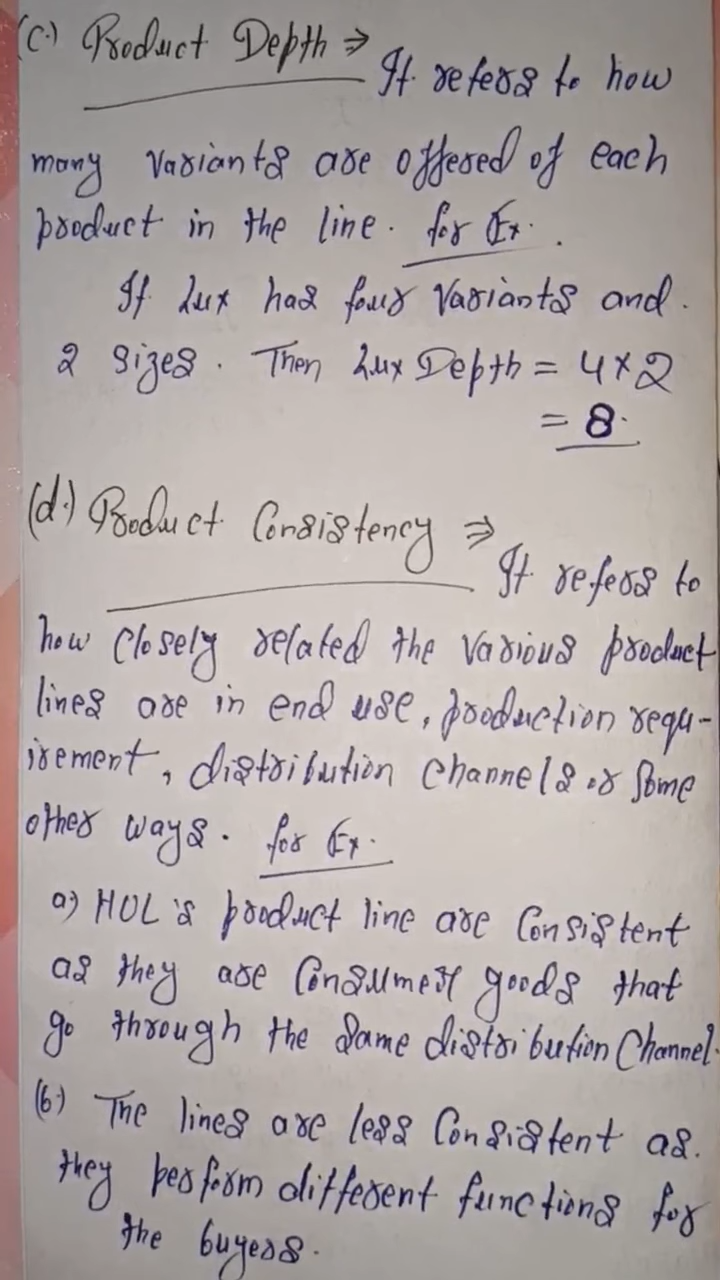 (c.) Product Depth ⇒
It refers to how
many variants are offered of each
product in the line. for Ex.
If Lux has four variants and
2 sizes. Then Lux Depth = 4 × 2
= 8.
(d.) Product Consistency ⇒
It refers to
how closely related the various product
lines are in end use, production requ-
irement, distribution channels or some
other ways. for Ex.
a) HUL's product line are Consistent
as they are Consumer goods that
go through the same distribution Channel.
(b.) The lines are less Consistent as.
they perform different functions for
the buyers.